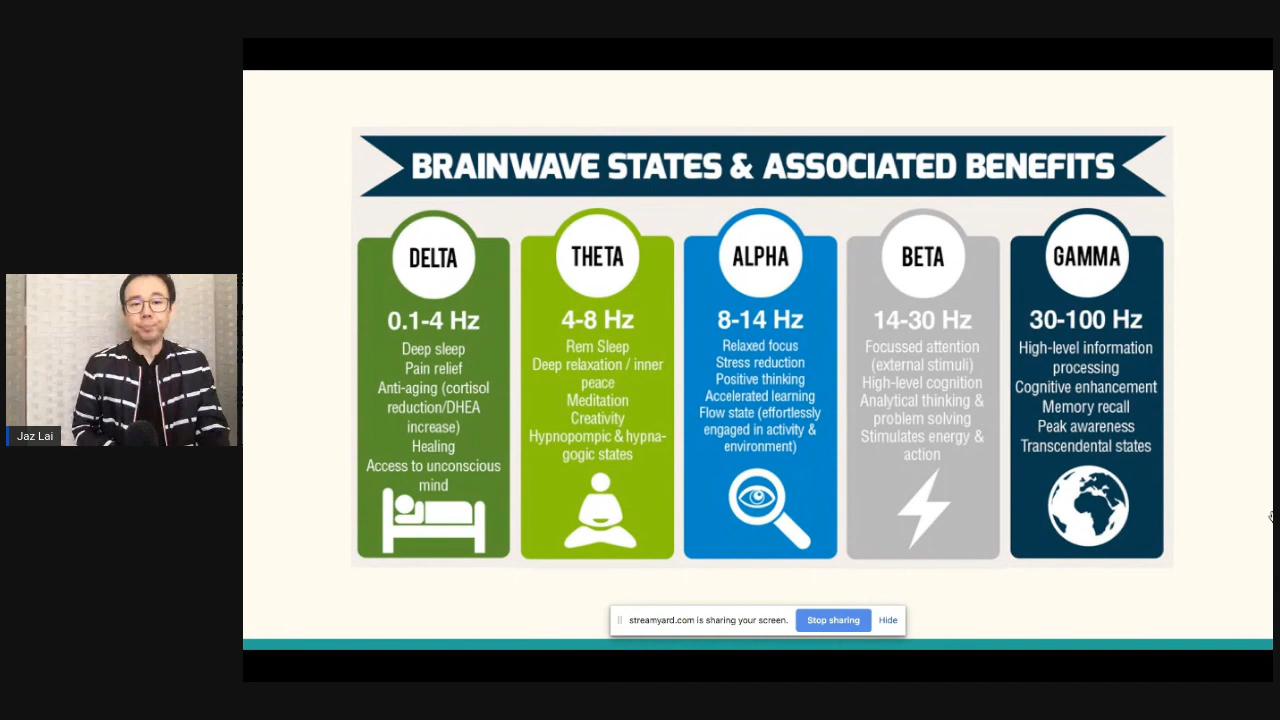 BRAINWAVE STATES & ASSOCIATED BENEFITS
DELTA
0.1-4 Hz
Deep sleep
Pain relief
Anti-aging (cortisol
reduction/DHEA
increase)
Healing
Access to unconscious
mind
THETA
4-8 Hz
Rem Sleep
Deep relaxation / inner
peace
Meditation
Creativity
Hypnopompic & hypna-
gogic states
ALPHA
8-14 Hz
Relaxed focus
Stress reduction
Positive thinking
Accelerated learning
Flow state (effortlessly
engaged in activity &
environment)
BETA
14-30 Hz
Focussed attention
(external stimuli)
High-level cognition
Analytical thinking &
problem solving
Stimulates energy &
action
GAMMA
30-100 Hz
High-level information
processing
Cognitive enhancement
Memory recall
Peak awareness
Transcendental states
Jaz Lai
streamyard.com is sharing your screen.
Stop sharing
Hide